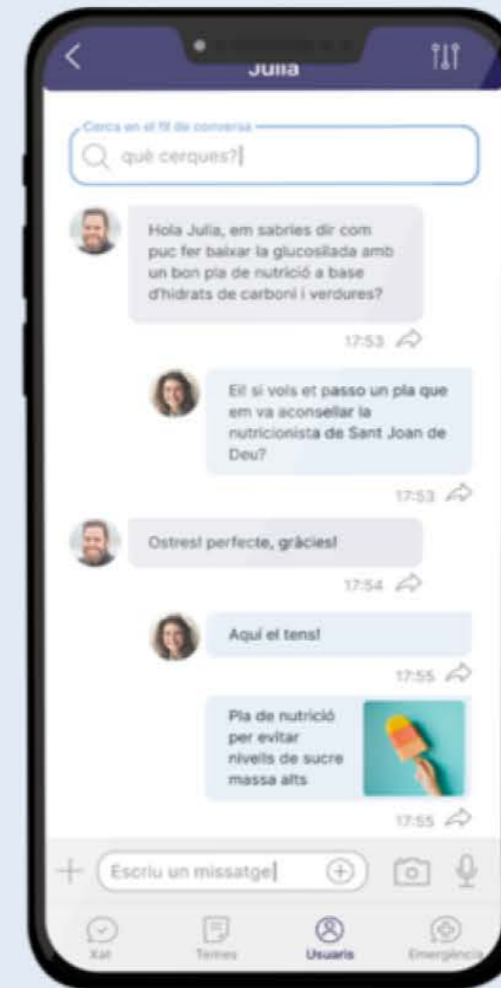 Julia
Cerca en el fil de conversa
què cerques?
Hola Julia, em sabries dir com
puc fer baixar la glucosilada amb
un bon pla de nutrició a base
d'hidrats de carboni i verdures?
17:53
Ei! si vols et passo un pla que
em va aconsellar la
nutricionista de Sant Joan de
Deu?
17:53
Ostres! perfecte, gràcies!
17:54
Aquí el tens!
17:55
Pla de nutrició
per evitar
nivells de sucre
massa alts
17:55
Escriu un missatge
Xat
Temes
Usuaris
Emergència